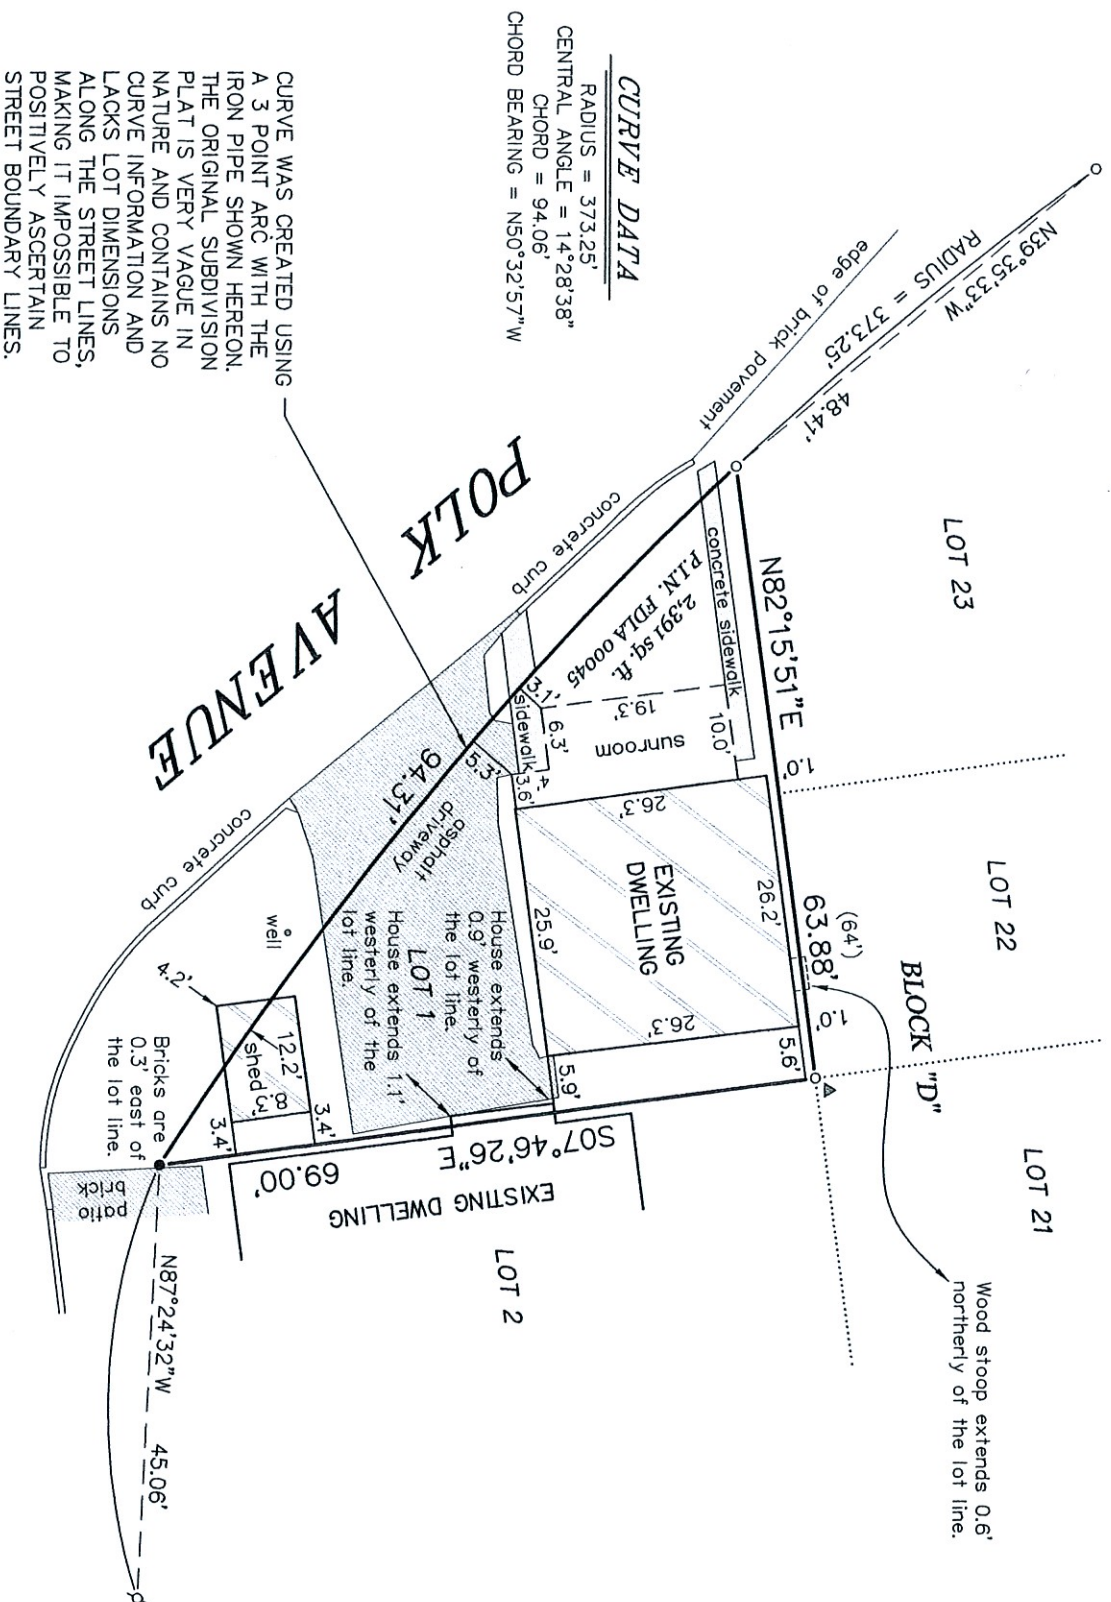 CURVE DATA
RADIUS = 373.25'
CENTRAL ANGLE = 14°28'38"
CHORD = 94.06'
CHORD BEARING = N50°32'57"W
CURVE WAS CREATED USING
A 3 POINT ARC WITH THE
IRON PIPE SHOWN HEREON.
THE ORIGINAL SUBDIVISION
PLAT IS VERY VAGUE IN
NATURE AND CONTAINS NO
CURVE INFORMATION AND
LACKS LOT DIMENSIONS
ALONG THE STREET LINES,
MAKING IT IMPOSSIBLE TO
POSITIVELY ASCERTAIN
STREET BOUNDARY LINES.
N39°35'33"W
RADIUS = 373.25'
48.41'
edge of brick pavement
LOT 23
LOT 22
LOT 21
BLOCK "D"
N82°15'51"E
1.0'
(64')
63.88'
1.0'
Wood stoop extends 0.6'
northerly of the lot line.
concrete sidewalk
P.I.N. FDLA 00045
2,391 sq. ft.
concrete curb
POLK
AVENUE
3.1'
sidewalk
6.3'
19.3'
10.0'
sunroom
4.
3.6'
5.3'
26.3'
26.2'
EXISTING
DWELLING
25.9'
26.3'
5.6'
5.9'
94.31'
asphalt
driveway
House extends
0.9' westerly of
the lot line.
LOT 1
House extends 1.1'
westerly of the
lot line.
concrete curb
well
4.2'
12.2'
shed
8.3'
3.4'
3.4'
Bricks are
0.3' east of
the lot line.
brick
patio
S07°46'26"E
69.00'
EXISTING DWELLING
LOT 2
N87°24'32"W
45.06'